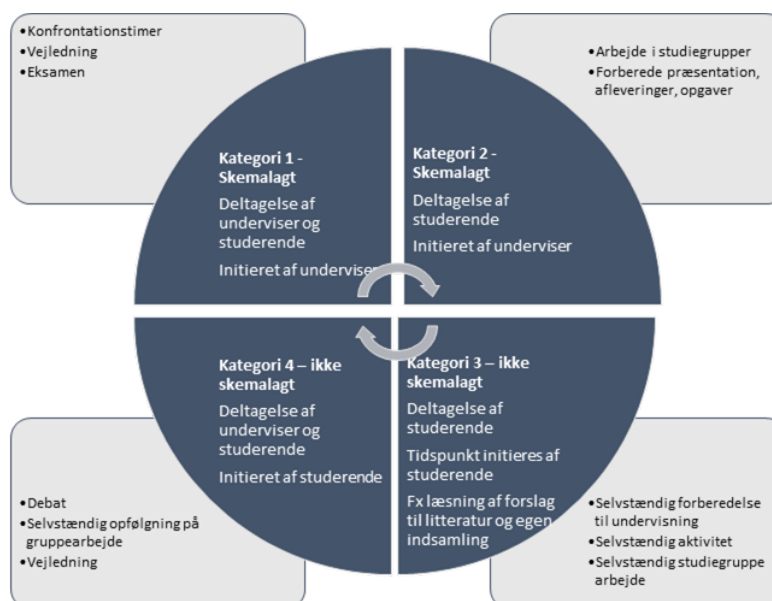 •Konfrontationstimer
•Vejledning
•Eksamen
•Arbejde i studiegrupper
•Forberede præsentation,
afleveringer, opgaver
Kategori 1 -
Skemalagt
Deltagelse af
underviser og
studerende
Initieret af underviser
Kategori 2 -
Skemalagt
Deltagelse af
studerende
Initieret af underviser
Kategori 4 – ikke
skemalagt
Deltagelse af
underviser og
studerende
Initieret af studerende
Kategori 3 – ikke
skemalagt
Deltagelse af
studerende
Tidspunkt initieres af
studerende
Fx læsning af forslag
til litteratur og egen
indsamling
•Debat
•Selvstændig opfølgning på
gruppearbejde
•Vejledning
•Selvstændig forberedelse
til undervisning
•Selvstændig aktivitet
•Selvstændig studiegruppe
arbejde